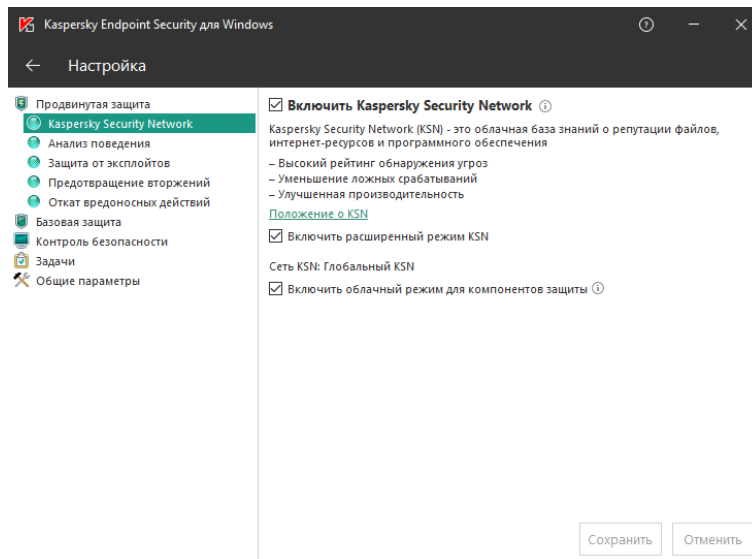 Kaspersky Endpoint Security для Windows
Настройка
Продвинутая защита
Kaspersky Security Network
Анализ поведения
Защита от эксплойтов
Предотвращение вторжений
Откат вредоносных действий
Базовая защита
Контроль безопасности
Задачи
Общие параметры
Включить Kaspersky Security Network
Kaspersky Security Network (KSN) - это облачная база знаний о репутации файлов,
интернет-ресурсов и программного обеспечения
– Высокий рейтинг обнаружения угроз
– Уменьшение ложных срабатываний
– Улучшенная производительность
Положение о KSN
Включить расширенный режим KSN
Сеть KSN: Глобальный KSN
Включить облачный режим для компонентов защиты
Сохранить
Отменить